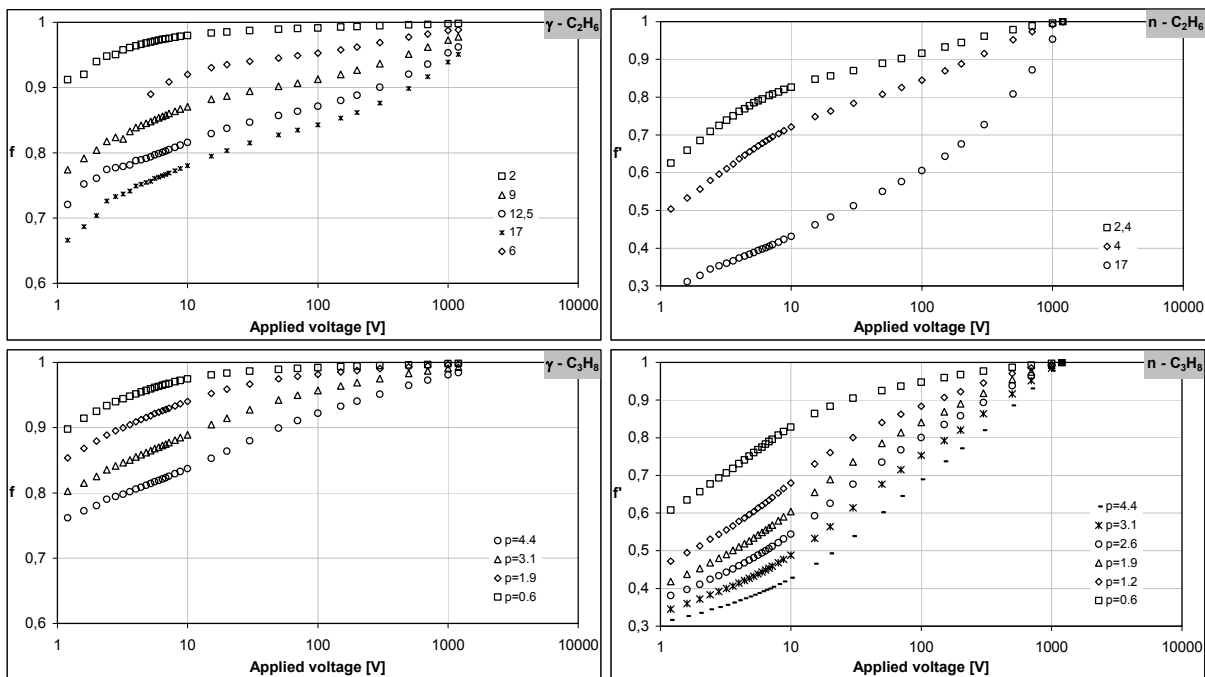 γ - C2H6
1
0,9
0,8
f
0,7
0,6
2
9
12,5
17
6
1 10 100 1000 10000
Applied voltage [V]
n - C2H6
1
0,9
0,8
0,7
f'
0,6
0,5
0,4
0,3
2,4
4
17
1 10 100 1000 10000
Applied voltage [V]
γ - C3H8
1
0,9
0,8
f
0,7
0,6
p=4.4
p=3.1
p=1.9
p=0.6
1 10 100 1000 10000
Applied voltage [V]
n - C3H8
1
0,9
0,8
0,7
f'
0,6
0,5
0,4
0,3
p=4.4
p=3.1
p=2.6
p=1.9
p=1.2
p=0.6
1 10 100 1000 10000
Applied voltage [V]